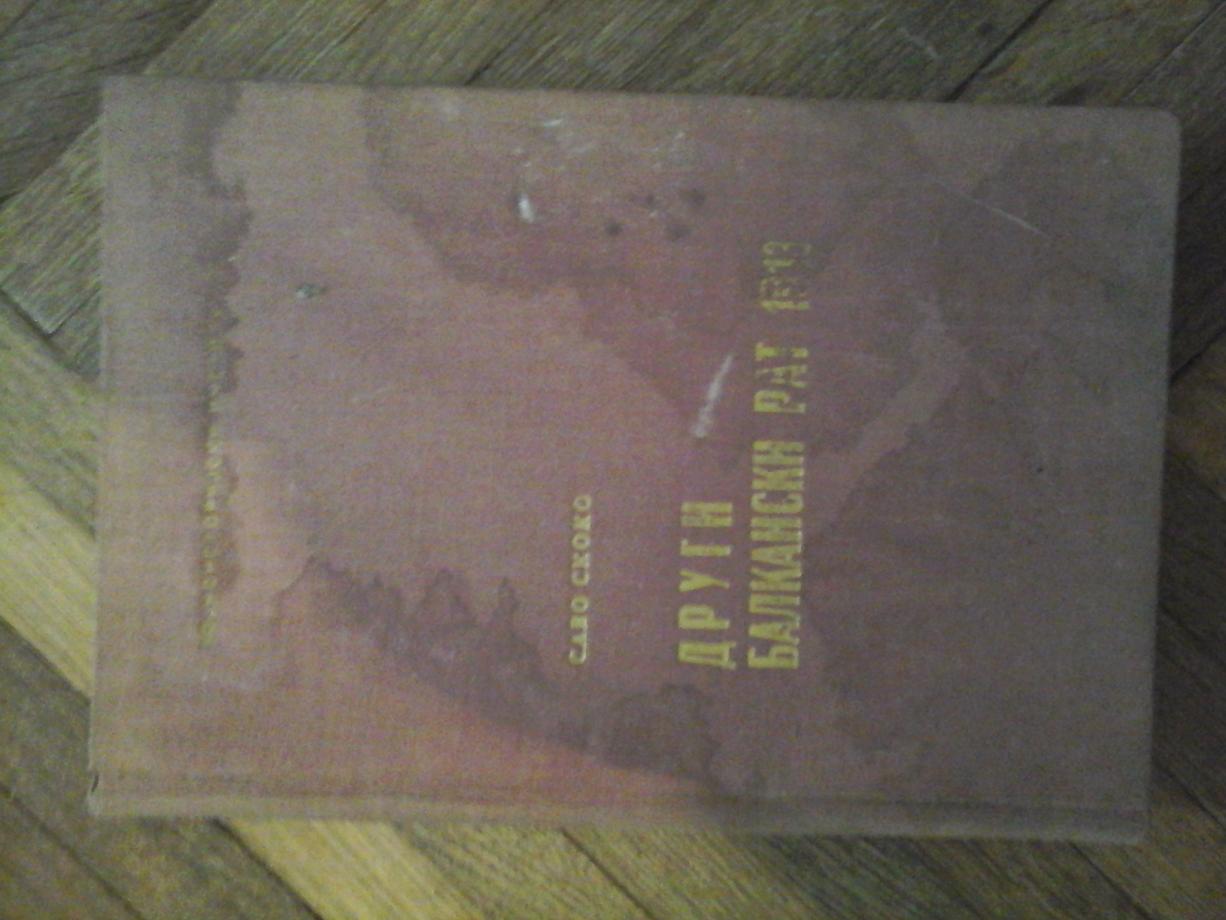 САВО СКОКО
ДРУГИ
БАЛКАНСКИ РАТ 1913